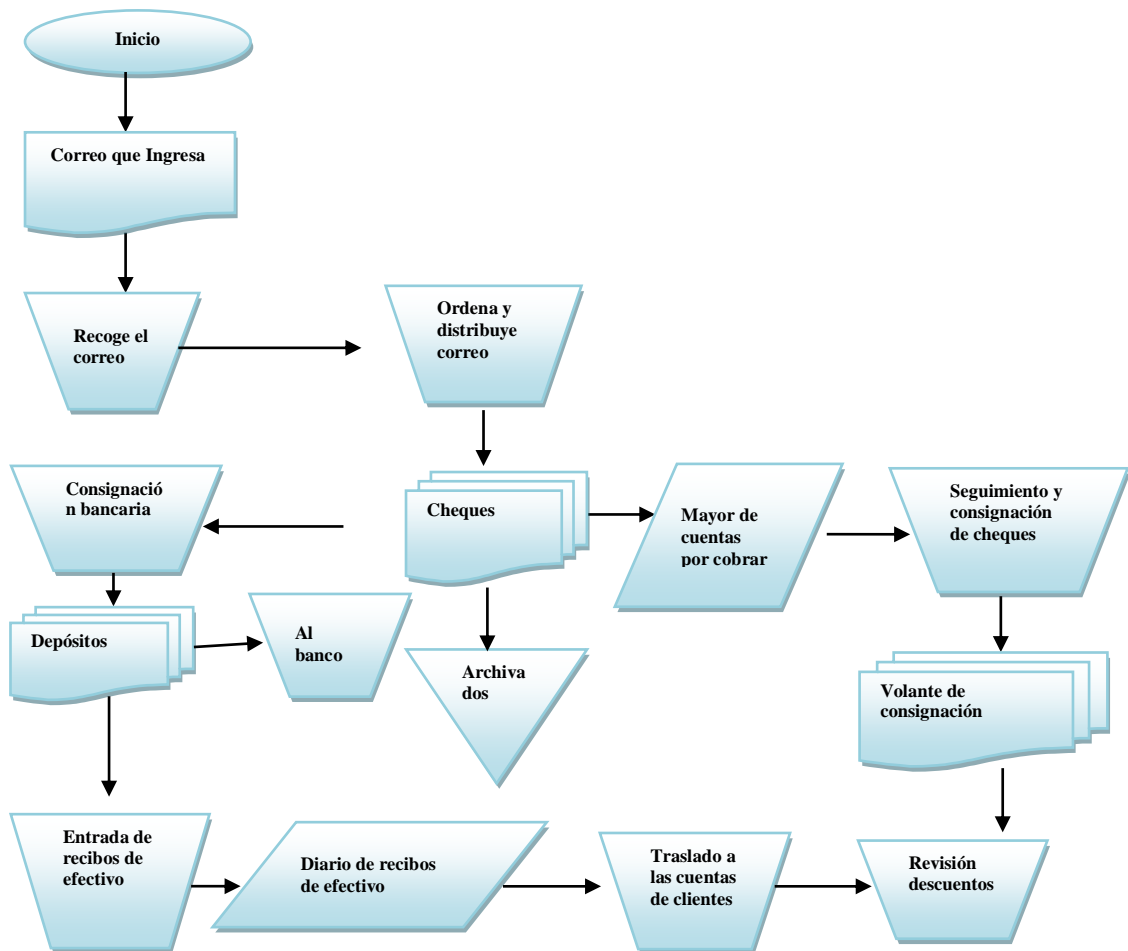 Inicio
Correo que Ingresa
Recoge el
correo
Ordena y
distribuye
correo
Consignació
n bancaria
Cheques
Mayor de
cuentas
por cobrar
Seguimiento y
consignación
de cheques
Depósitos
Al
banco
Archiva
dos
Volante de
consignación
Entrada de
recibos de
efectivo
Diario de recibos
de efectivo
Traslado a
las cuentas
de clientes
Revisión
descuentos